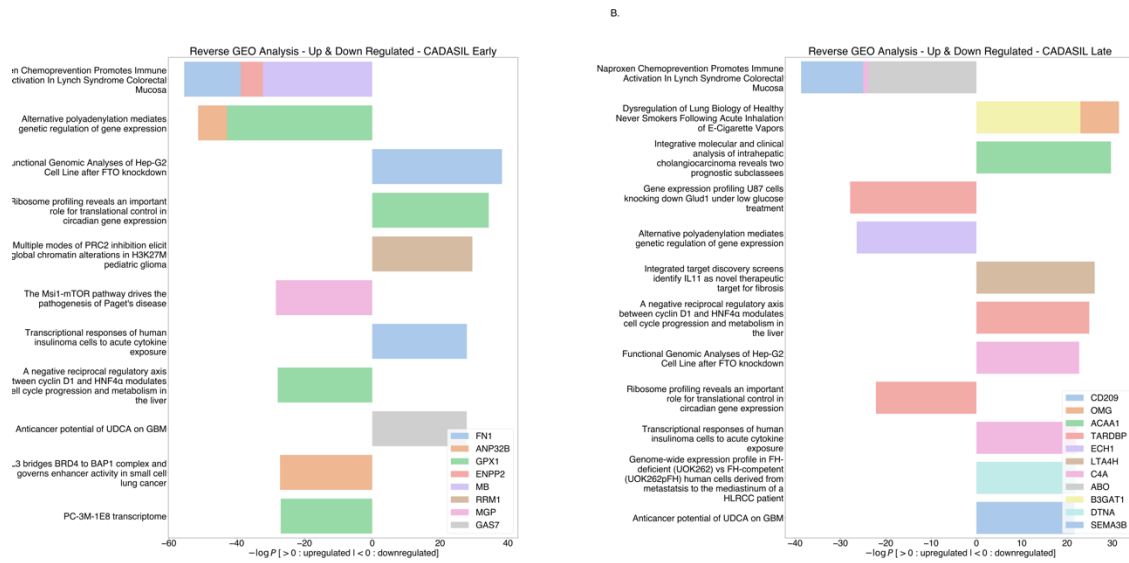 B.
Reverse GEO Analysis - Up & Down Regulated - CADASIL Early
en Chemoprevention Promotes Immune
Activation In Lynch Syndrome Colorectal
Mucosa
Alternative polyadenylation mediates
genetic regulation of gene expression
unctional Genomic Analyses of Hep-G2
Cell Line after FTO knockdown
Ribosome profiling reveals an important
role for translational control in
circadian gene expression
Multiple modes of PRC2 inhibition elicit
global chromatin alterations in H3K27M
pediatric glioma
The Msi1-mTOR pathway drives the
pathogenesis of Paget's disease
Transcriptional responses of human
insulinoma cells to acute cytokine
exposure
A negative reciprocal regulatory axis
tween cyclin D1 and HNF4α modulates
cell cycle progression and metabolism in
the liver
Anticancer potential of UDCA on GBM
L3 bridges BRD4 to BAP1 complex and
governs enhancer activity in small cell
lung cancer
PC-3M-1E8 transcriptome
FN1
ANP32B
GPX1
ENPP2
MB
RRM1
MGP
GAS7
−60 −40 −20 0 20 40
−log P [ > 0 : upregulated I < 0 : downregulated]
Reverse GEO Analysis - Up & Down Regulated - CADASIL Late
Naproxen Chemoprevention Promotes Immune
Activation In Lynch Syndrome Colorectal
Mucosa
Dysregulation of Lung Biology of Healthy
Never Smokers Following Acute Inhalation
of E-Cigarette Vapors
Integrative molecular and clinical
analysis of intrahepatic
cholangiocarcinoma reveals two
prognostic subclassees
Gene expression profiling U87 cells
knocking down Glud1 under low glucose
treatment
Alternative polyadenylation mediates
genetic regulation of gene expression
Integrated target discovery screens
identify IL11 as novel therapeutic
target for fibrosis
A negative reciprocal regulatory axis
between cyclin D1 and HNF4α modulates
cell cycle progression and metabolism in
the liver
Functional Genomic Analyses of Hep-G2
Cell Line after FTO knockdown
Ribosome profiling reveals an important
role for translational control in
circadian gene expression
Transcriptional responses of human
insulinoma cells to acute cytokine
exposure
Genome-wide expression profile in FH-
deficient (UOK262) vs FH-competent
(UOK262pFH) human cells derived from
metastatsis to the mediastinum of a
HLRCC patient
Anticancer potential of UDCA on GBM
CD209
OMG
ACAA1
TARDBP
ECH1
LTA4H
C4A
ABO
B3GAT1
DTNA
SEMA3B
−40 −30 −20 −10 0 10 20 30
−log P [ > 0 : upregulated I < 0 : downregulated]